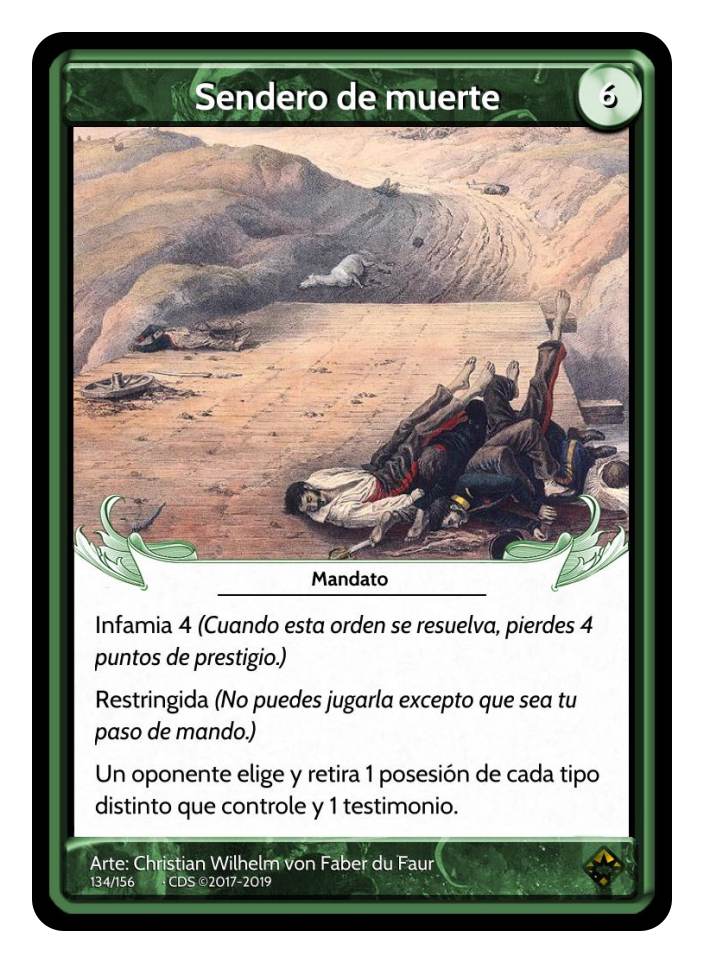 Sendero de muerte
6
Mandato
Infamia 4 (Cuando esta orden se resuelva, pierdes 4
puntos de prestigio.)
Restringida (No puedes jugarla excepto que sea tu
paso de mando.)
Un oponente elige y retira 1 posesión de cada tipo
distinto que controle y 1 testimonio.
Arte: Christian Wilhelm von Faber du Faur
134/156 · CDS ©2017-2019